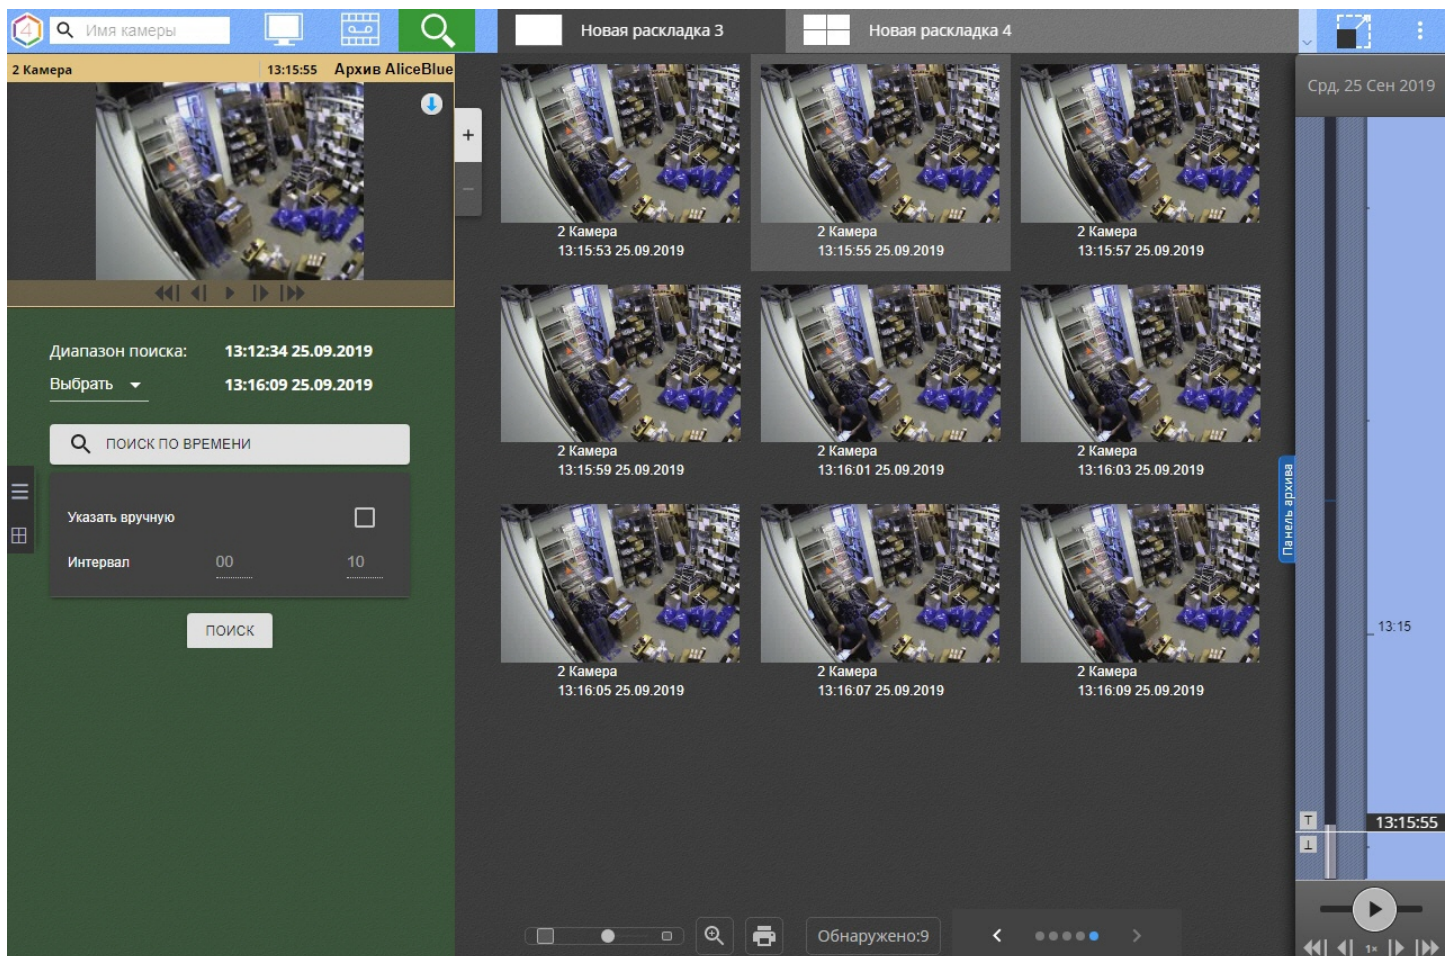 4
Имя камеры
Новая раскладка 3
Новая раскладка 4
2 Камера
13:15:55
Архив AliceBlue
Срд, 25 Сен 2019
+
−
2 Камера
13:15:53 25.09.2019
2 Камера
13:15:55 25.09.2019
2 Камера
13:15:57 25.09.2019
Диапазон поиска:
13:12:34 25.09.2019
Выбрать
13:16:09 25.09.2019
ПОИСК ПО ВРЕМЕНИ
2 Камера
13:15:59 25.09.2019
2 Камера
13:16:01 25.09.2019
2 Камера
13:16:03 25.09.2019
Панель архива
Указать вручную
Интервал
00
10
ПОИСК
13:15
2 Камера
13:16:05 25.09.2019
2 Камера
13:16:07 25.09.2019
2 Камера
13:16:09 25.09.2019
13:15:55
Обнаружено:9
1×